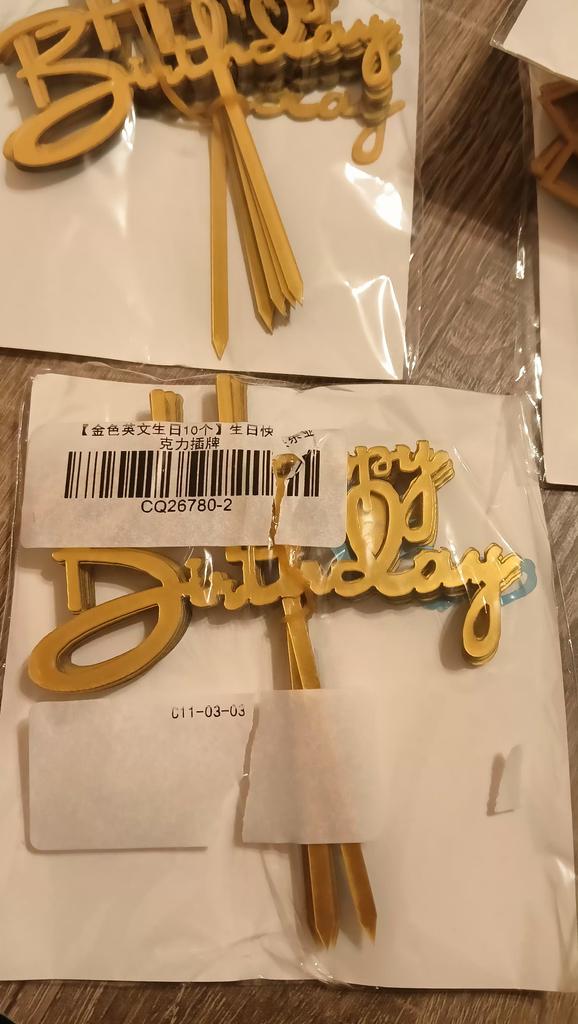 Birthday
【金色英文生日10个】生日快
克力插牌
CQ26780-2
Birthday
C11-03-03